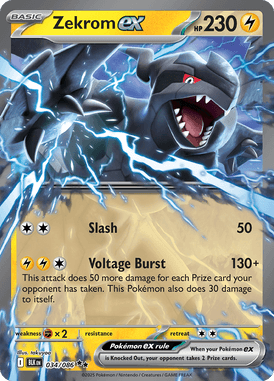 BASIC
Zekrom ex HP 230
Slash 50
Voltage Burst 130+
This attack does 50 more damage for each Prize card your
opponent has taken. This Pokémon also does 30 damage to
itself.
weakness × 2 resistance retreat
Illus. takuyoa
BLK EN 034/086 ★★
Pokémon ex rule When your Pokémon ex
is Knocked Out, your opponent takes 2 Prize cards.
©2025 Pokémon / Nintendo / Creatures / GAME FREAK